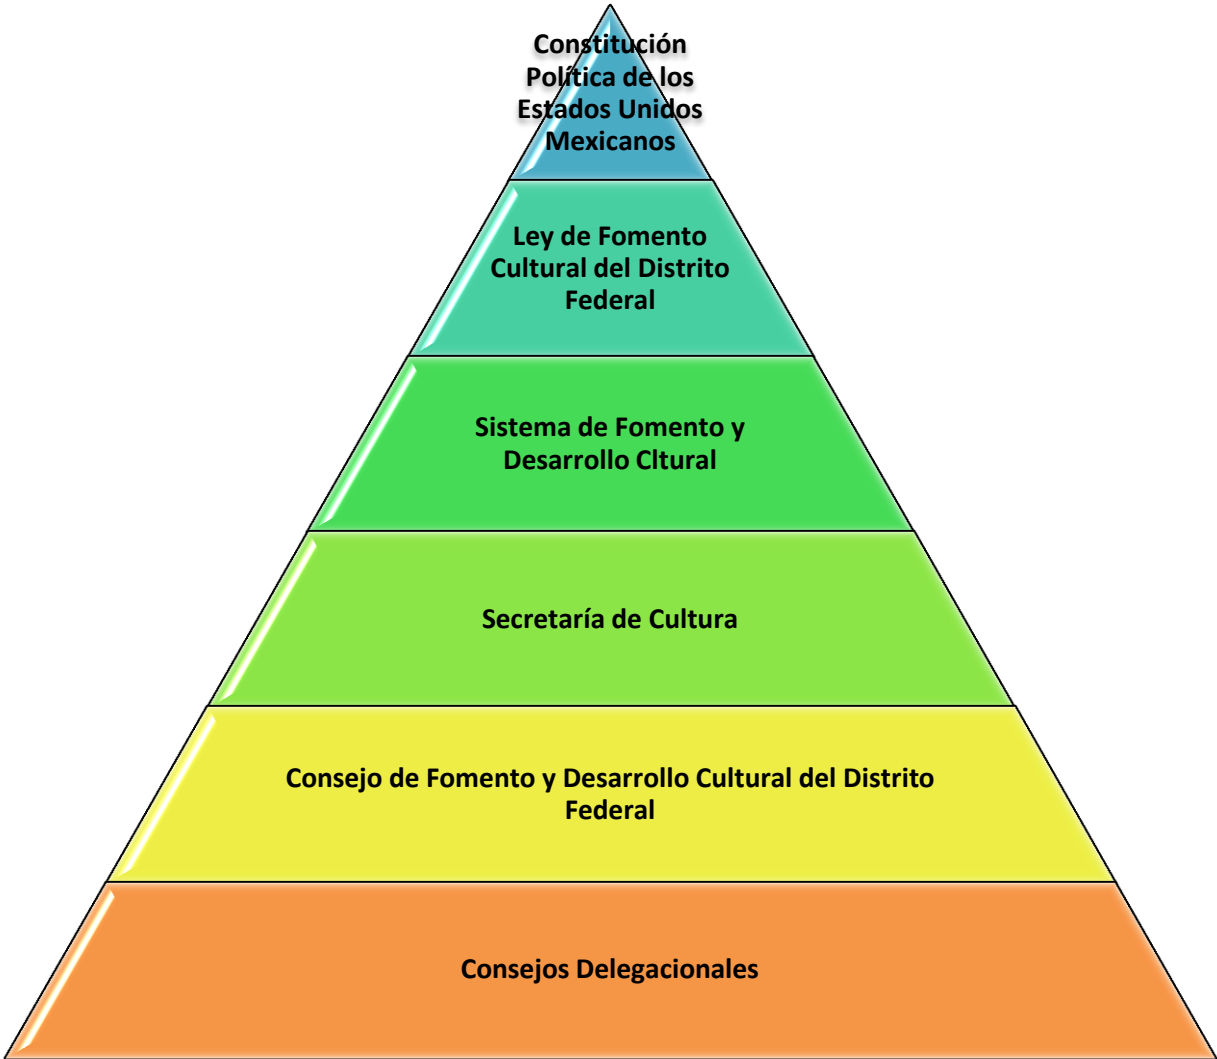 Constitución
Política de los
Estados Unidos
Mexicanos
Ley de Fomento
Cultural del Distrito
Federal
Sistema de Fomento y
Desarrollo Cltural
Secretaría de Cultura
Consejo de Fomento y Desarrollo Cultural del Distrito
Federal
Consejos Delegacionales